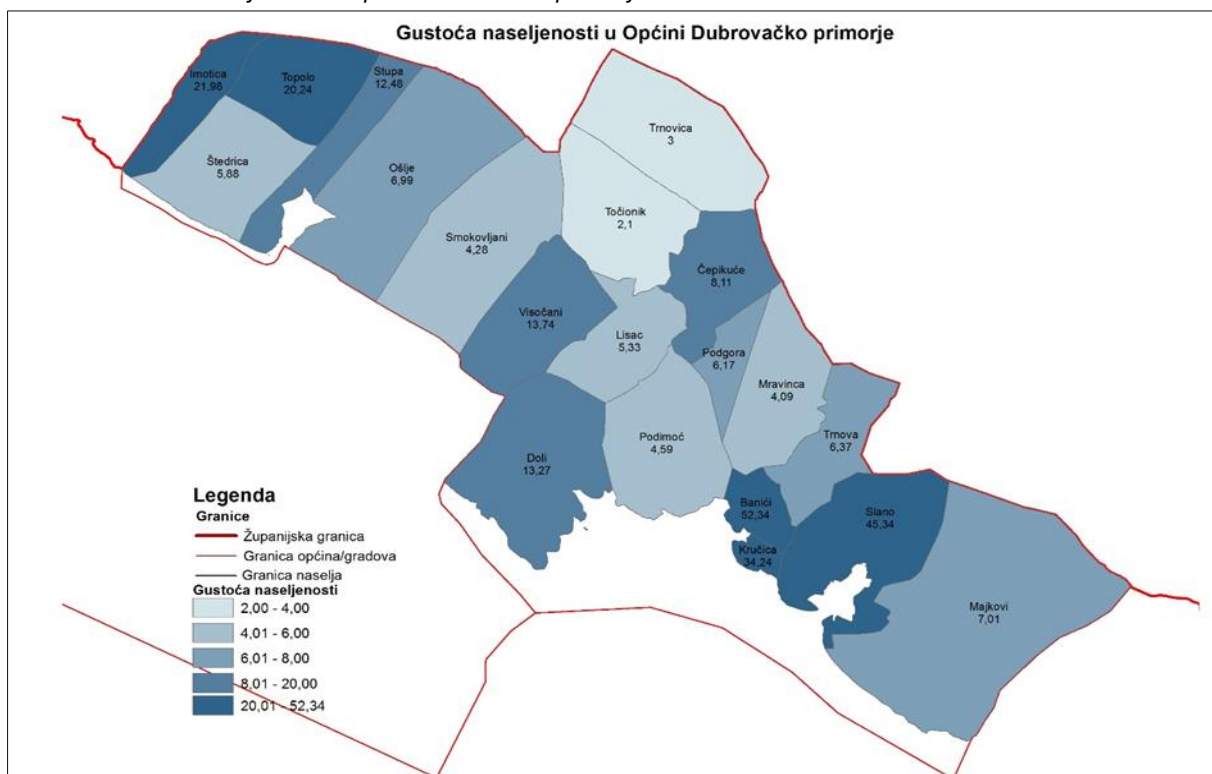 Gustoća naseljenosti u Općini Dubrovačko primorje
Imotica
21,98
Topolo
20,24
Stupa
12,48
Štedrica
5,88
Ošlje
6,99
Smokovljani
4,28
Trnovica
3
Točionik
2,1
Čepikuće
8,11
Visočani
13,74
Lisac
5,33
Podgora
6,17
Mravinca
4,09
Trnova
6,37
Podimoć
4,59
Doli
13,27
Banići
52,34
Kručica
34,24
Slano
45,34
Majkovi
7,01
Legenda
Granice
Županijska granica
Granica općina/gradova
Granica naselja
Gustoća naseljenosti
2,00 - 4,00
4,01 - 6,00
6,01 - 8,00
8,01 - 20,00
20,01 - 52,34